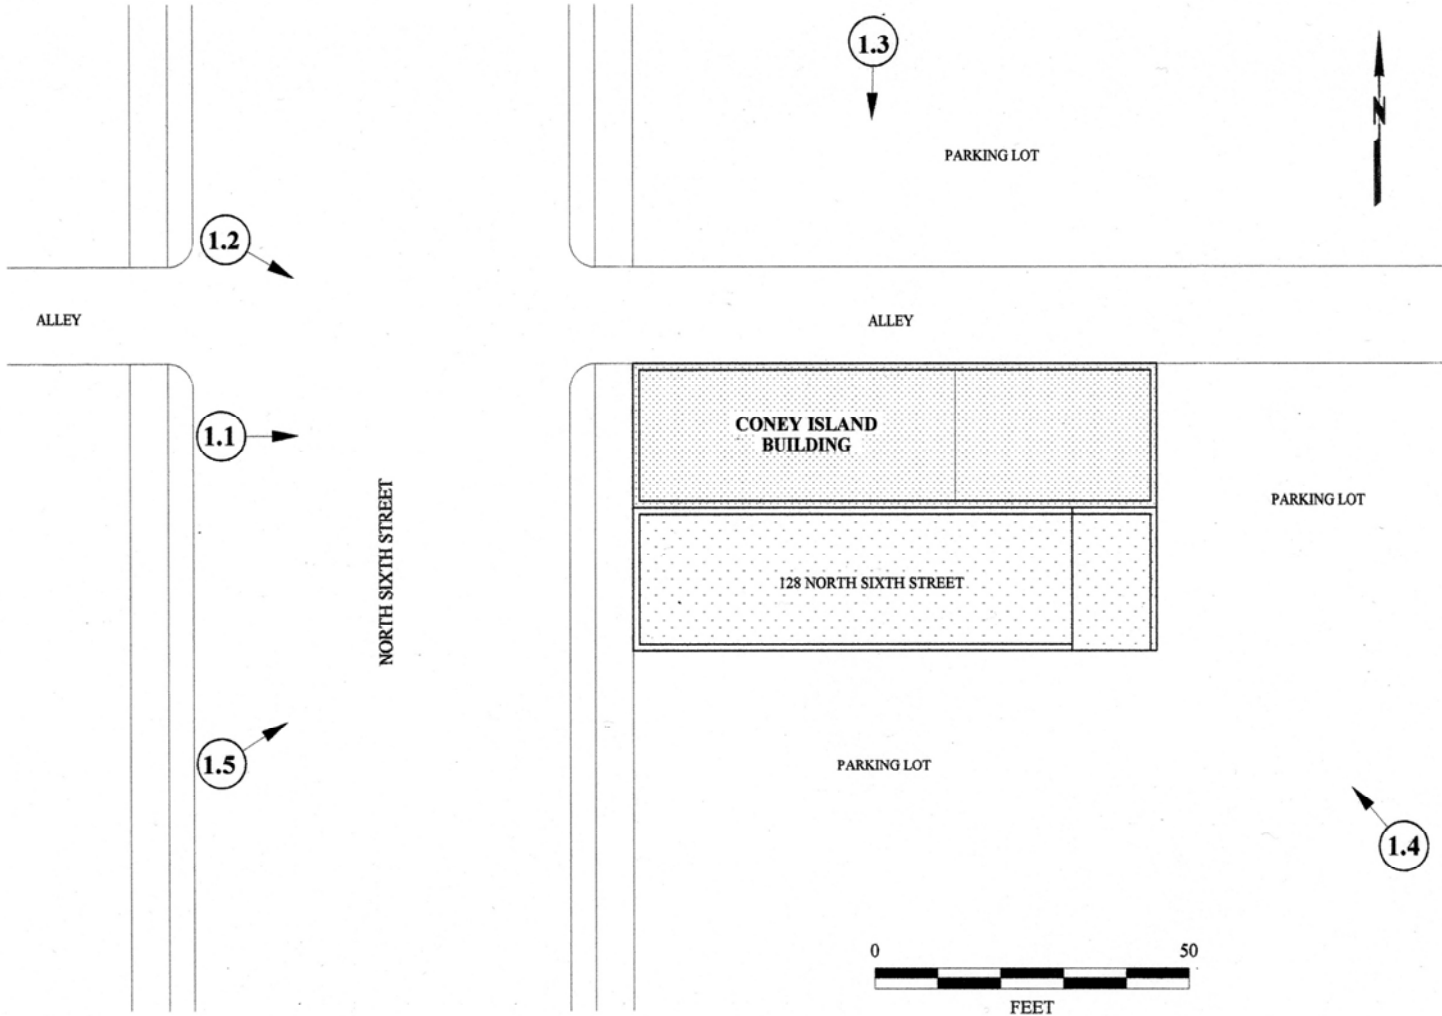 1.3
N
PARKING LOT
1.2
ALLEY
ALLEY
1.1
CONEY ISLAND
BUILDING
NORTH SIXTH STREET
PARKING LOT
128 NORTH SIXTH STREET
1.5
PARKING LOT
1.4
0 50
FEET